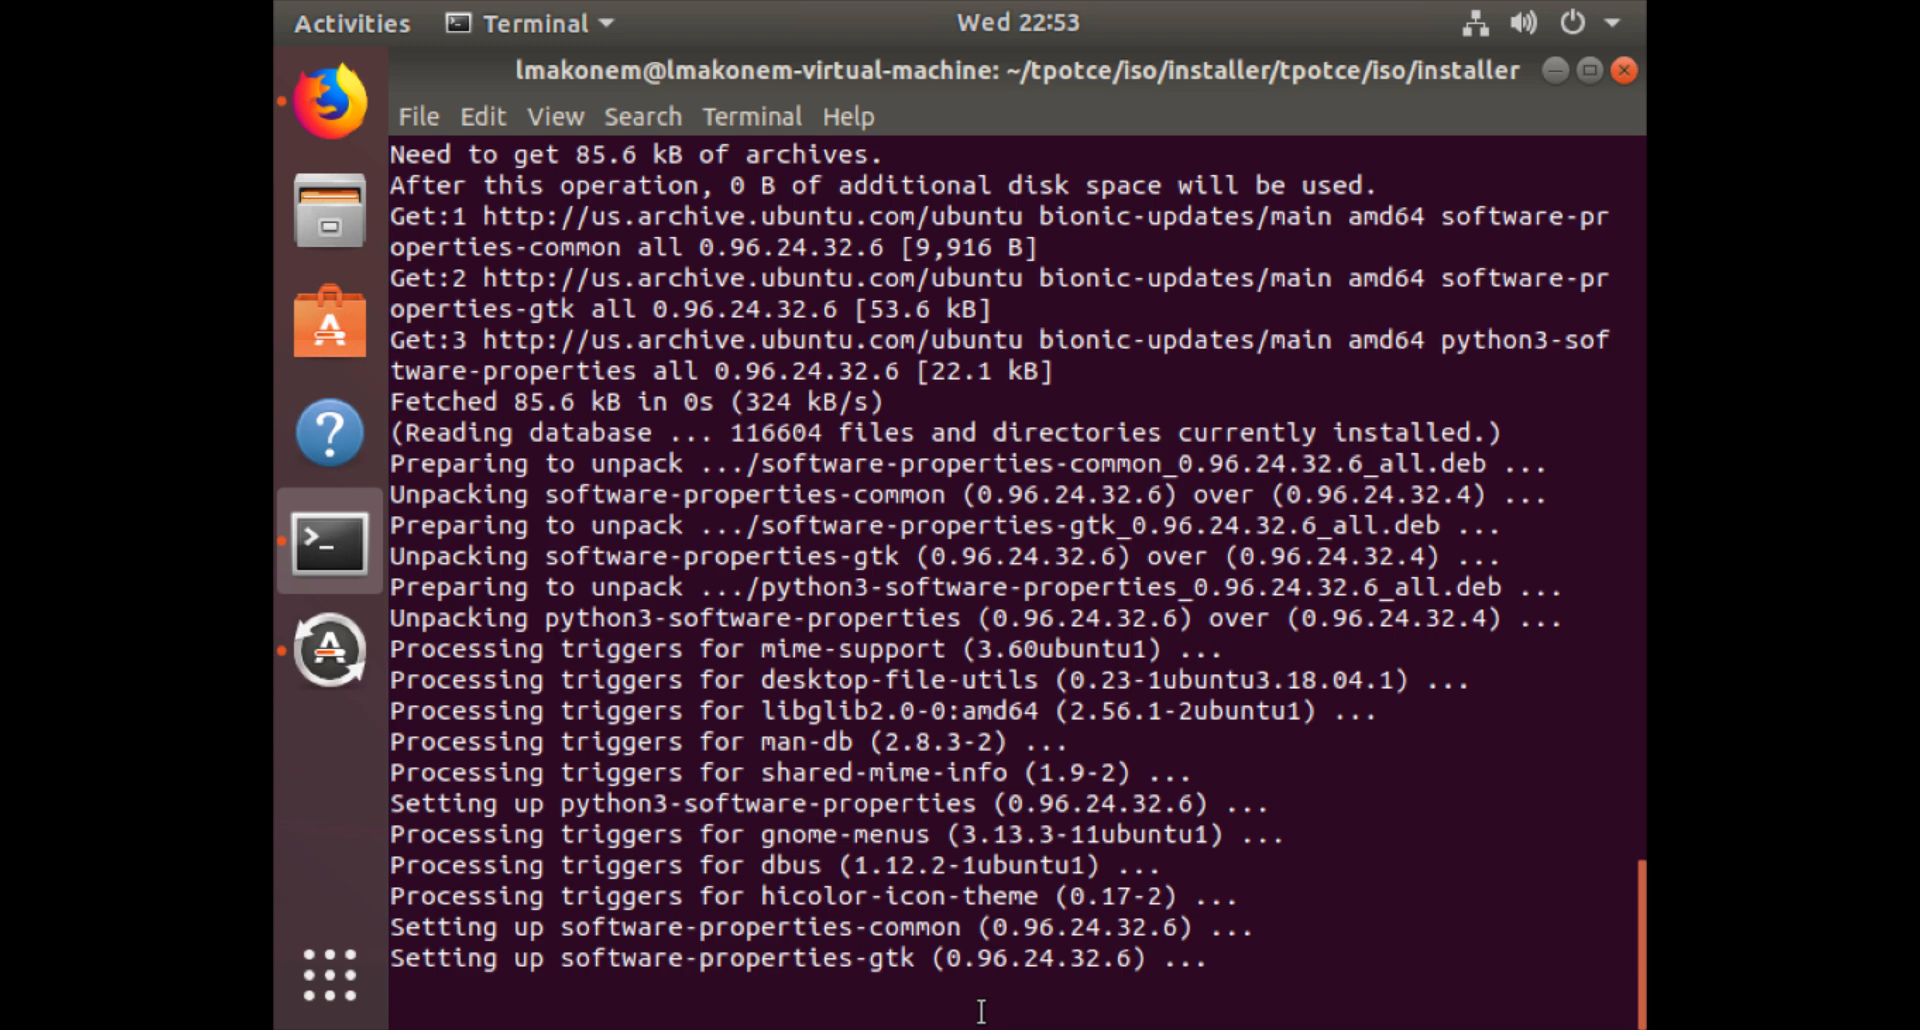 Activities Terminal Wed 22:53
lmakonem@lmakonem-virtual-machine: ~/tpotce/iso/installer/tpotce/iso/installer
File Edit View Search Terminal Help
Need to get 85.6 kB of archives.
After this operation, 0 B of additional disk space will be used.
Get:1 http://us.archive.ubuntu.com/ubuntu bionic-updates/main amd64 software-pr
operties-common all 0.96.24.32.6 [9,916 B]
Get:2 http://us.archive.ubuntu.com/ubuntu bionic-updates/main amd64 software-pr
operties-gtk all 0.96.24.32.6 [53.6 kB]
Get:3 http://us.archive.ubuntu.com/ubuntu bionic-updates/main amd64 python3-sof
tware-properties all 0.96.24.32.6 [22.1 kB]
Fetched 85.6 kB in 0s (324 kB/s)
(Reading database ... 116604 files and directories currently installed.)
Preparing to unpack .../software-properties-common_0.96.24.32.6_all.deb ...
Unpacking software-properties-common (0.96.24.32.6) over (0.96.24.32.4) ...
Preparing to unpack .../software-properties-gtk_0.96.24.32.6_all.deb ...
Unpacking software-properties-gtk (0.96.24.32.6) over (0.96.24.32.4) ...
Preparing to unpack .../python3-software-properties_0.96.24.32.6_all.deb ...
Unpacking python3-software-properties (0.96.24.32.6) over (0.96.24.32.4) ...
Processing triggers for mime-support (3.60ubuntu1) ...
Processing triggers for desktop-file-utils (0.23-1ubuntu3.18.04.1) ...
Processing triggers for libglib2.0-0:amd64 (2.56.1-2ubuntu1) ...
Processing triggers for man-db (2.8.3-2) ...
Processing triggers for shared-mime-info (1.9-2) ...
Setting up python3-software-properties (0.96.24.32.6) ...
Processing triggers for gnome-menus (3.13.3-11ubuntu1) ...
Processing triggers for dbus (1.12.2-1ubuntu1) ...
Processing triggers for hicolor-icon-theme (0.17-2) ...
Setting up software-properties-common (0.96.24.32.6) ...
Setting up software-properties-gtk (0.96.24.32.6) ...